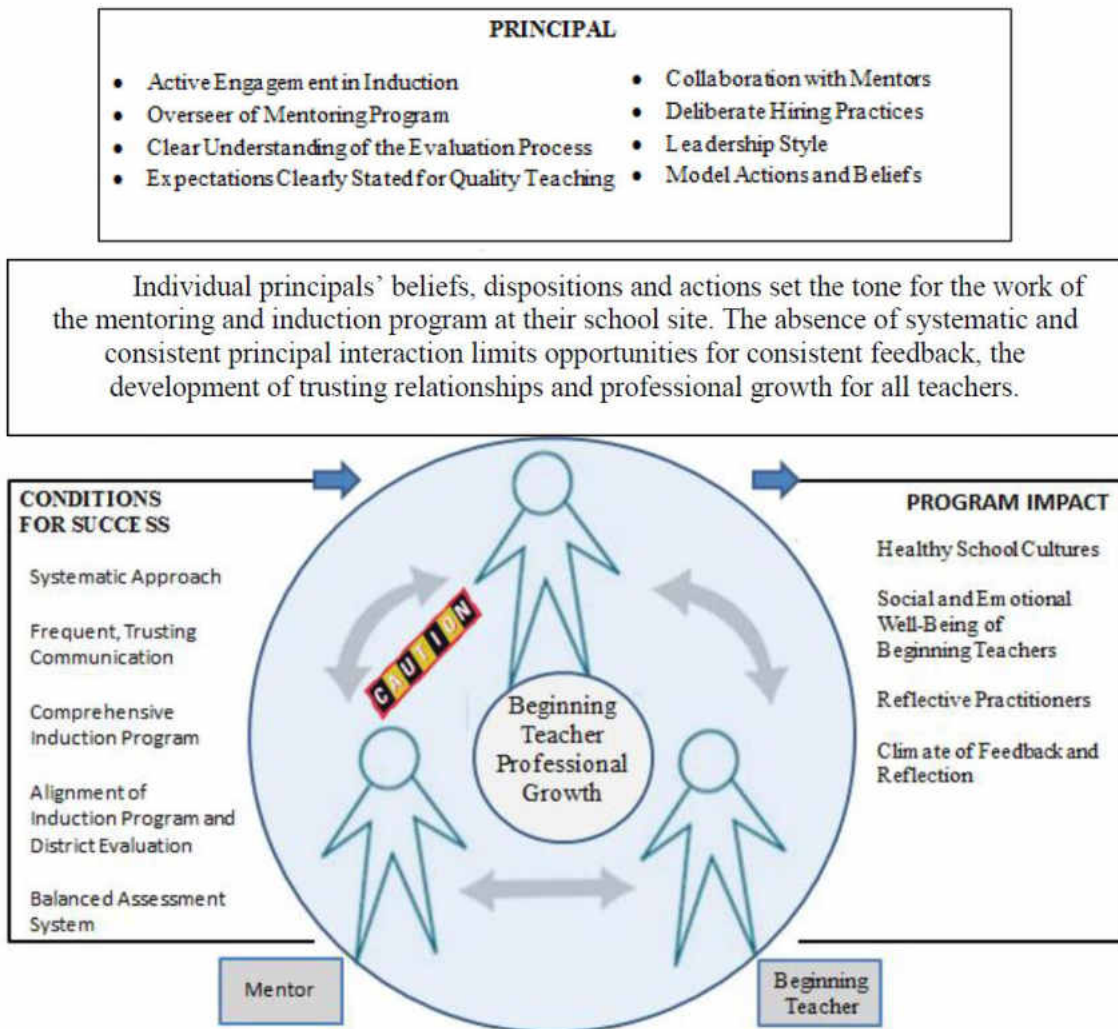 PRINCIPAL
• Active Engagement in Induction
• Overseer of Mentoring Program
• Clear Understanding of the Evaluation Process
• Expectations Clearly Stated for Quality Teaching
• Collaboration with Mentors
• Deliberate Hiring Practices
• Leadership Style
• Model Actions and Beliefs
Individual principals' beliefs, dispositions and actions set the tone for the work of
the mentoring and induction program at their school site. The absence of systematic and
consistent principal interaction limits opportunities for consistent feedback, the
development of trusting relationships and professional growth for all teachers.
CONDITIONS
FOR SUCCESS
Systematic Approach
Frequent, Trusting
Communication
Comprehensive
Induction Program
Alignment of
Induction Program and
District Evaluation
Balanced Assessment
System
CAUTION
Beginning
Teacher
Professional
Growth
PROGRAM IMPACT
Healthy School Cultures
Social and Emotional
Well-Being of
Beginning Teachers
Reflective Practitioners
Climate of Feedback and
Reflection
Mentor
Beginning
Teacher